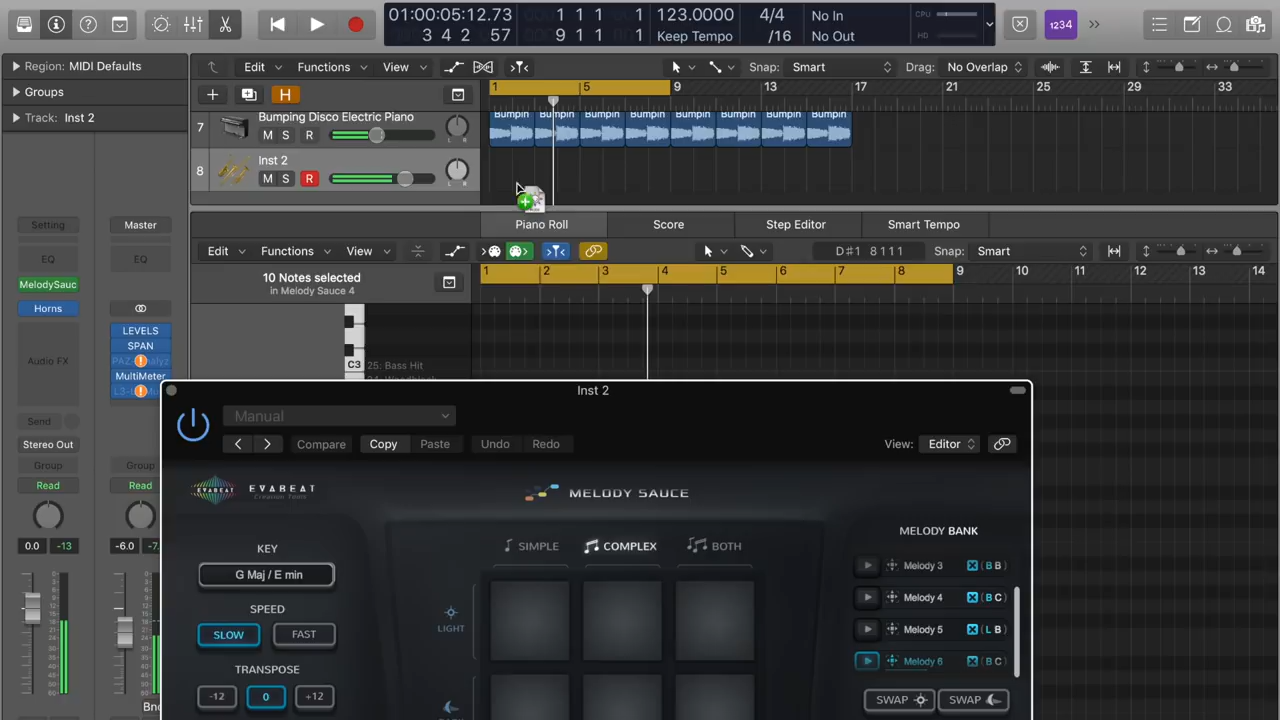 01:00:05:12.73
1 1 1 1
123.0000
4/4
No In
CPU
3 4 2 57
9 1 1 1
Keep Tempo
/16
No Out
HD
1234
Region: MIDI Defaults
Edit
Functions
View
Snap: Smart
Drag: No Overlap
Groups
H
1
5
9
13
17
21
25
29
33
Track: Inst 2
7
Bumping Disco Electric Piano
M S R
L R
Bumpin
Bumpin
Bumpin
Bumpin
Bumpin
Bumpin
Bumpin
Bumpin
8
Inst 2
M S R
L R
Piano Roll
Score
Step Editor
Smart Tempo
Setting
Master
Edit
Functions
View
D#1 8 1 1 1
Snap: Smart
EQ
EQ
10 Notes selected
in Melody Sauce 4
1
2
3
4
5
6
7
8
9
10
11
12
13
14
MelodySauc
Horns
LEVELS
SPAN
Audio FX
MultiMeter
C3
25: Bass Hit
Inst 2
Send
Manual
Stereo Out
Compare
Copy
Paste
Undo
Redo
View:
Editor
Group
Group
Read
Read
EVABEAT
Creation Tools
MELODY SAUCE
0.0
-13
-6.0
KEY
G Maj / E min
SPEED
SLOW
FAST
TRANSPOSE
-12
0
+12
SIMPLE
COMPLEX
BOTH
LIGHT
DARK
MELODY BANK
Melody 3 (B B)
Melody 4 (B C)
Melody 5 (L B)
Melody 6 (B C)
SWAP
SWAP
Bnc